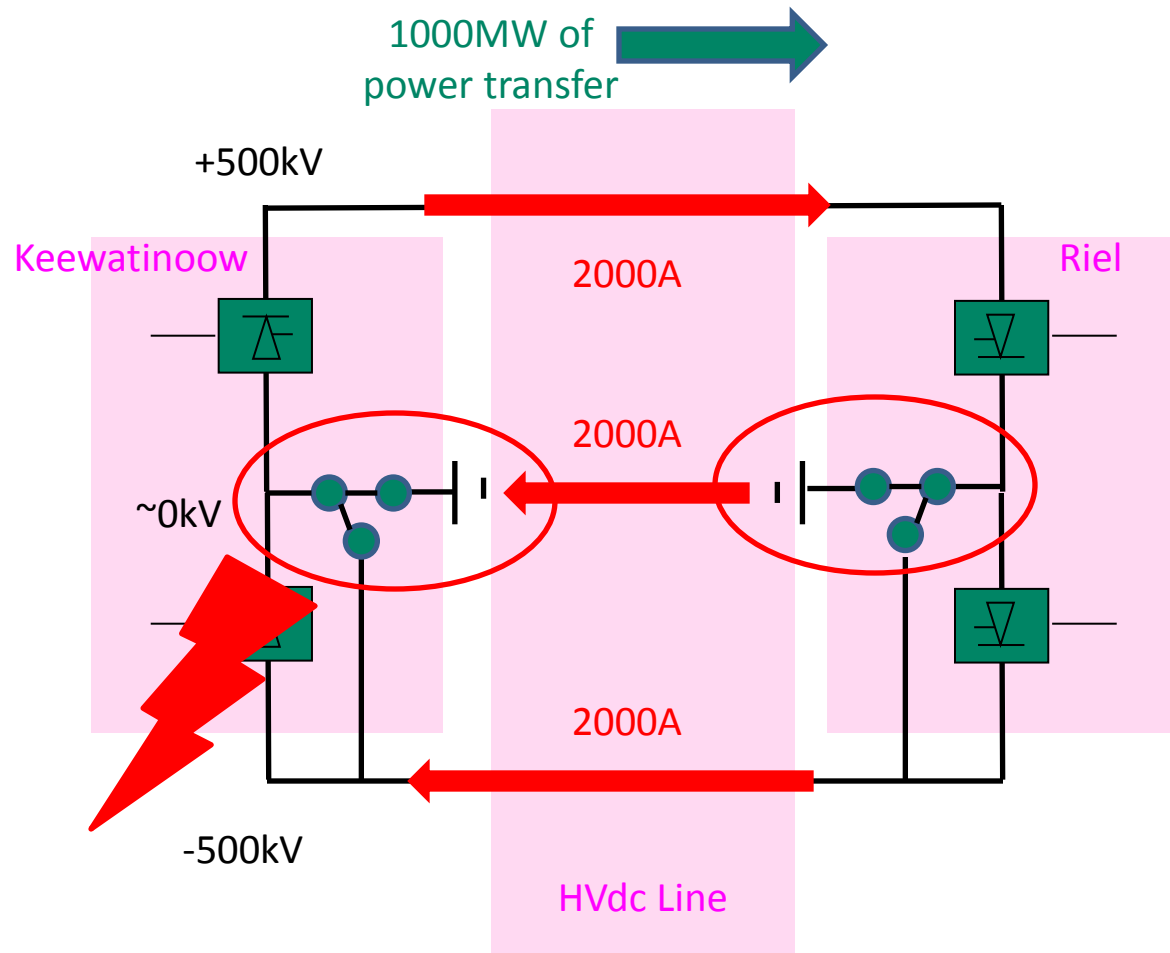 1000MW of
power transfer
+500kV
Keewatinoow
Riel
2000A
2000A
~0kV
2000A
-500kV
HVdc Line